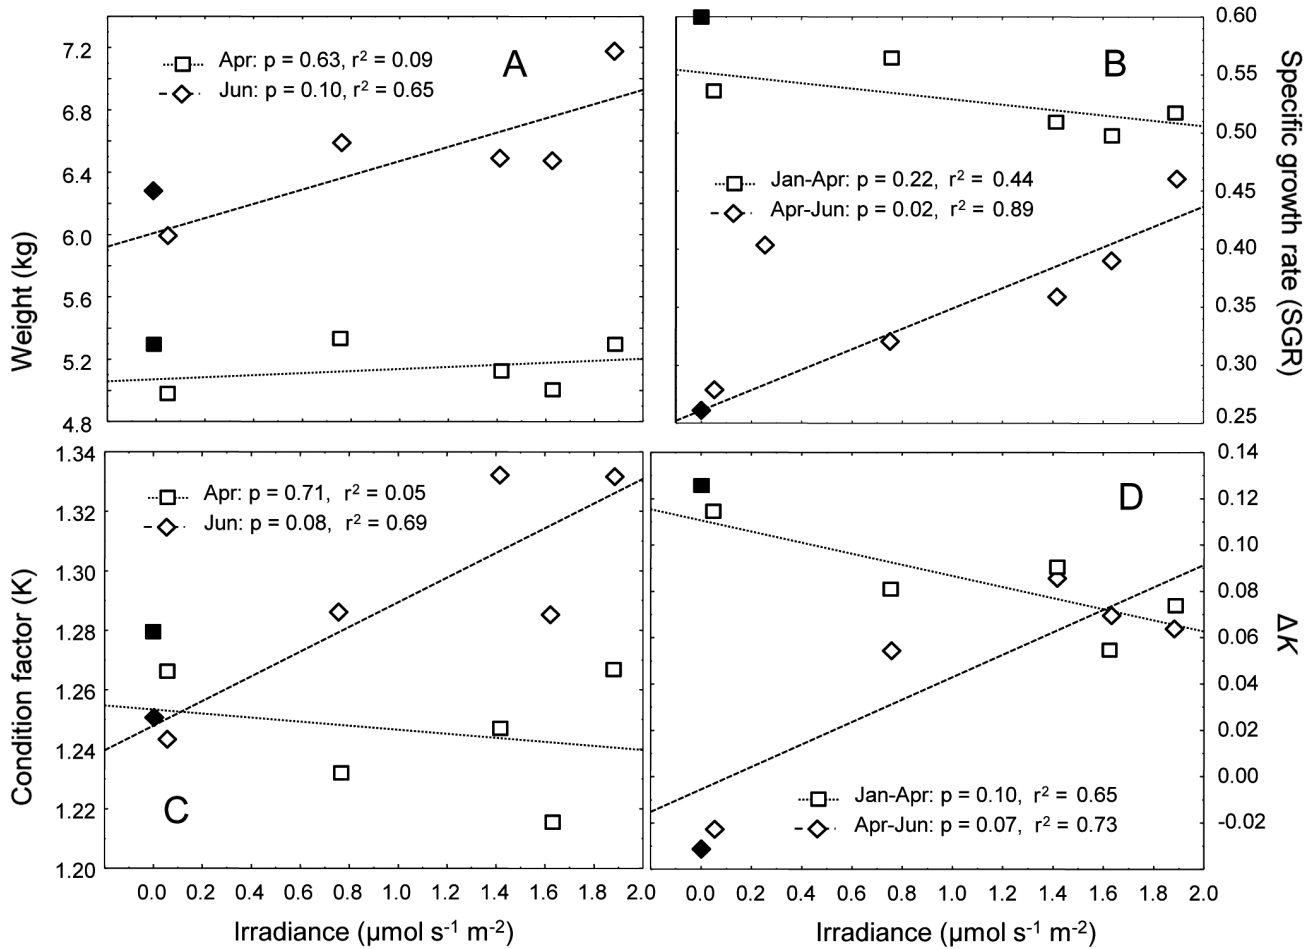 7.2
6.8
6.4
6.0
5.6
5.2
4.8
Weight (kg)
Apr: p = 0.63, r² = 0.09
Jun: p = 0.10, r² = 0.65
A
0.60
0.55
0.50
0.45
0.40
0.35
0.30
0.25
Specific growth rate (SGR)
B
Jan-Apr: p = 0.22, r² = 0.44
Apr-Jun: p = 0.02, r² = 0.89
1.34
1.32
1.30
1.28
1.26
1.24
1.22
1.20
Condition factor (K)
Apr: p = 0.71, r² = 0.05
Jun: p = 0.08, r² = 0.69
C
0.0 0.2 0.4 0.6 0.8 1.0 1.2 1.4 1.6 1.8 2.0
Irradiance (µmol s⁻¹ m⁻²)
0.14
0.12
0.10
0.08
0.06
0.04
0.02
0.00
-0.02
ΔK
D
Jan-Apr: p = 0.10, r² = 0.65
Apr-Jun: p = 0.07, r² = 0.73
0.0 0.2 0.4 0.6 0.8 1.0 1.2 1.4 1.6 1.8 2.0
Irradiance (µmol s⁻¹ m⁻²)